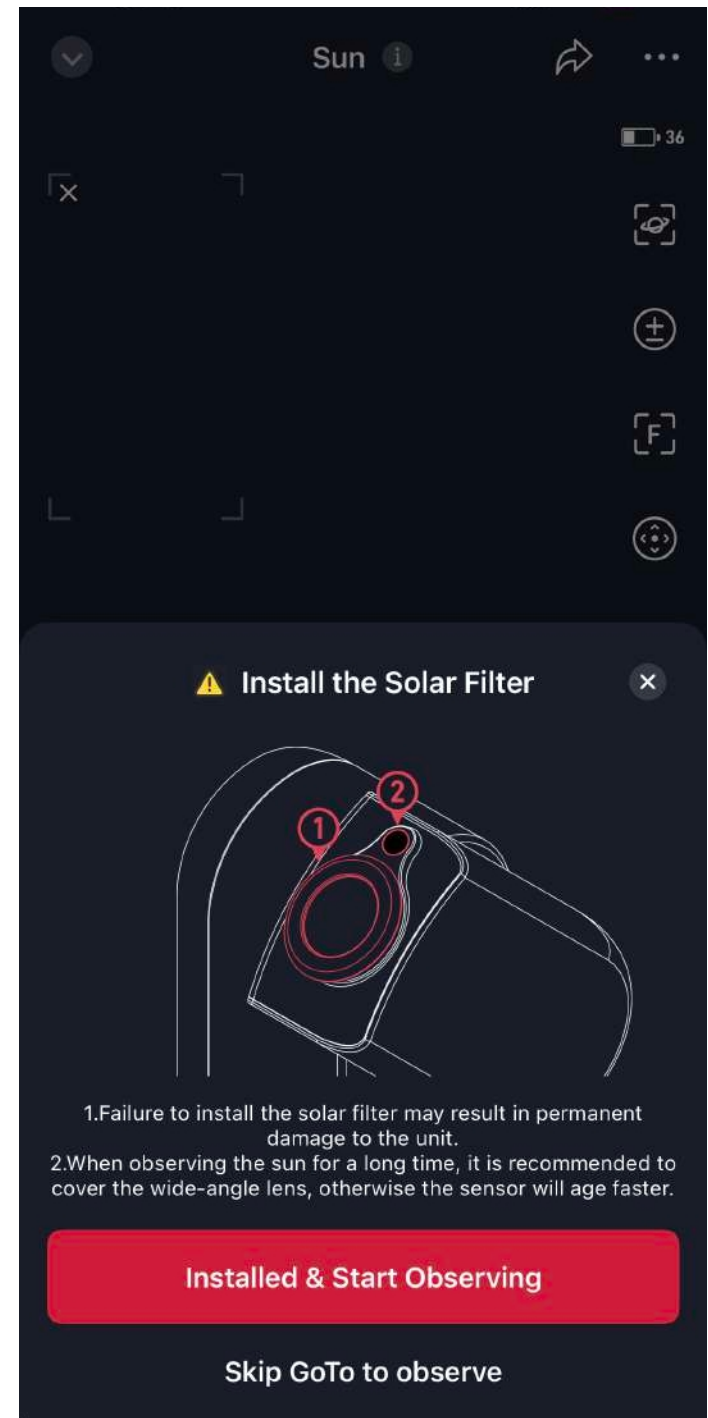 Sun i
36
F
⚠ Install the Solar Filter
2
1
1.Failure to install the solar filter may result in permanent
damage to the unit.
2.When observing the sun for a long time, it is recommended to
cover the wide-angle lens, otherwise the sensor will age faster.
Installed & Start Observing
Skip GoTo to observe